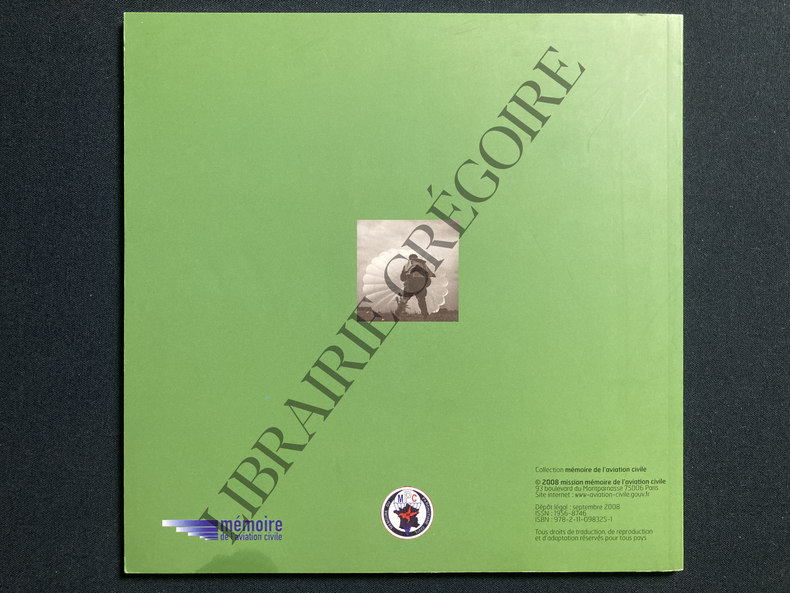 LIBRAIRIE GRÉGOIRE
Collection mémoire de l'aviation civile
© 2008 mission mémoire de l'aviation civile
93 boulevard du Montparnasse 75006 Paris
Site internet : www-aviation-civile.gouv.fr
Dépôt légal : septembre 2008
ISSN : 1956-8746
ISBN : 978-2-11-098325-1
Tous droits de traduction, de reproduction
et d'adaptation réservés pour tous pays
mémoire
de l'aviation civile
M P C